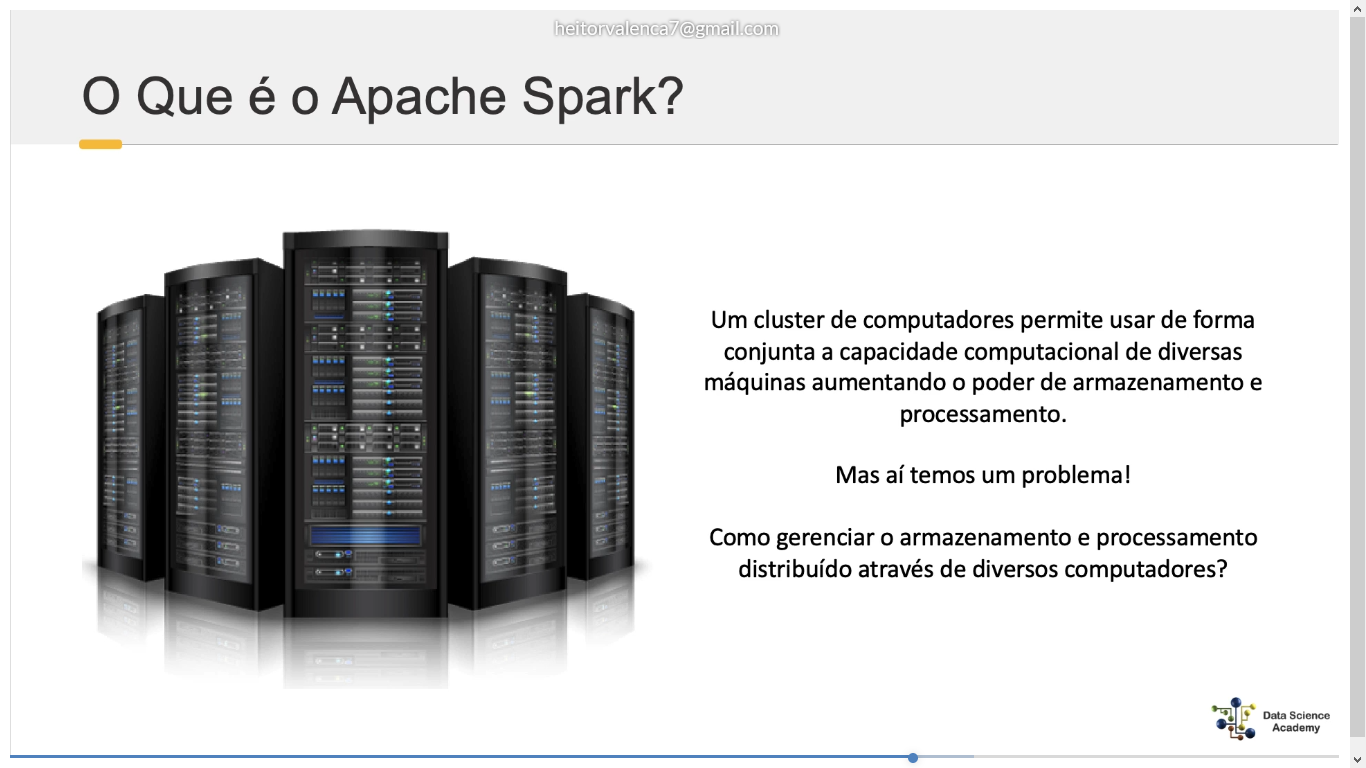 heitorvalenca7@gmail.com
O Que é o Apache Spark?
Um cluster de computadores permite usar de forma
conjunta a capacidade computacional de diversas
máquinas aumentando o poder de armazenamento e
processamento.
Mas aí temos um problema!
Como gerenciar o armazenamento e processamento
distribuído através de diversos computadores?
Data Science
Academy